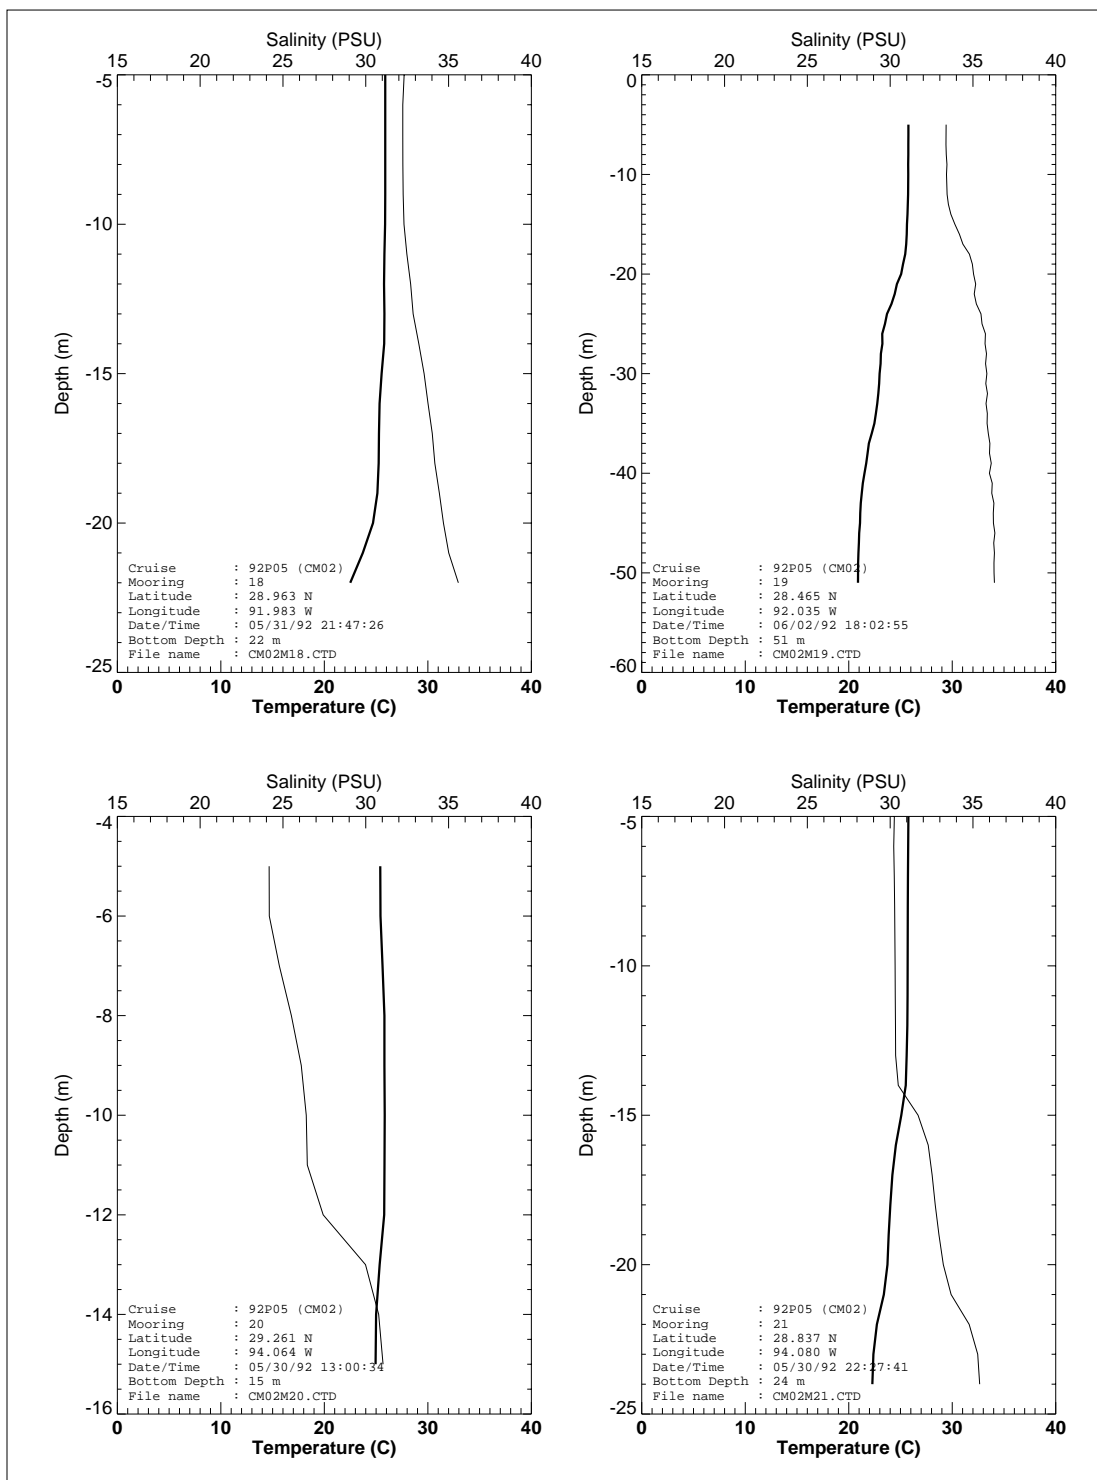 Salinity (PSU)
15 20 25 30 35 40
-5
-10
-15
-20
-25
Depth (m)
Cruise : 92P05 (CM02)
Mooring : 18
Latitude : 28.963 N
Longitude : 91.983 W
Date/Time : 05/31/92 21:47:26
Bottom Depth : 22 m
File name : CM02M18.CTD
0 10 20 30 40
Temperature (C)
Salinity (PSU)
15 20 25 30 35 40
0
-10
-20
-30
-40
-50
-60
Depth (m)
Cruise : 92P05 (CM02)
Mooring : 19
Latitude : 28.465 N
Longitude : 92.035 W
Date/Time : 06/02/92 18:02:55
Bottom Depth : 51 m
File name : CM02M19.CTD
0 10 20 30 40
Temperature (C)
Salinity (PSU)
15 20 25 30 35 40
-4
-6
-8
-10
-12
-14
-16
Depth (m)
Cruise : 92P05 (CM02)
Mooring : 20
Latitude : 29.261 N
Longitude : 94.064 W
Date/Time : 05/30/92 13:00:34
Bottom Depth : 15 m
File name : CM02M20.CTD
0 10 20 30 40
Temperature (C)
Salinity (PSU)
15 20 25 30 35 40
-5
-10
-15
-20
-25
Depth (m)
Cruise : 92P05 (CM02)
Mooring : 21
Latitude : 28.837 N
Longitude : 94.080 W
Date/Time : 05/30/92 22:27:41
Bottom Depth : 24 m
File name : CM02M21.CTD
0 10 20 30 40
Temperature (C)